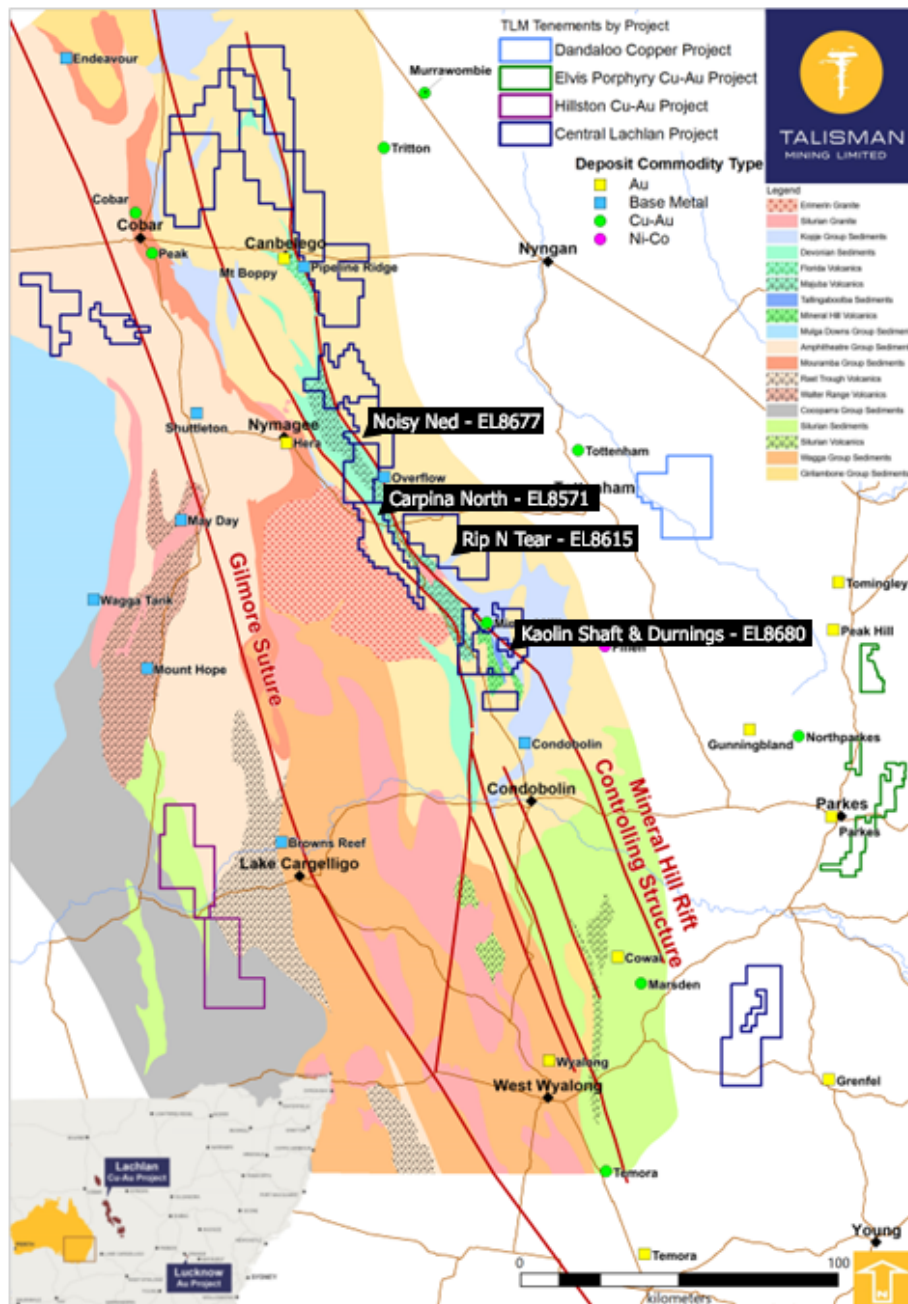 TLM Tenements by Project
Dandaloo Copper Project
Elvis Porphyry Cu-Au Project
Hillston Cu-Au Project
Central Lachlan Project
Deposit Commodity Type
Au
Base Metal
Cu-Au
Ni-Co
TALISMAN
MINING LIMITED
Legend
Erimerin Granite
Silurian Granite
Kopje Group Sediments
Devonian Sediments
Florida Volcanics
Majuba Volcanics
Tallingabooba Sediments
Mineral Hill Volcanics
Mulga Downs Group Sediment
Amphitheatre Group Sediment
Mouramba Group Sediments
Rast Trough Volcanics
Walter Range Volcanics
Cocoparra Group Sediments
Silurian Sediments
Silurian Volcanics
Wagga Group Sediments
Girilambone Group Sediments
Endeavour
Murrawombie
Tritton
Cobar
Cobar
Peak
Canbelego
Mt Boppy
Pipeline Ridge
Nyngan
Noisy Ned - EL8677
Shuttleton
Nymagee
Hera
Overflow
Tottenham
Carpina North - EL8571
May Day
Rip N Tear - EL8615
Wagga Tank
Tomingley
Peak Hill
Kaolin Shaft & Durnings - EL8680
Mount Hope
Gilmore Suture
Gunningbland
Northparkes
Condobolin
Condobolin
Mineral Hill Rift
Controlling Structure
Parkes
Parkes
Browns Reef
Lake Cargelligo
Cowal
Marsden
Wyalong
West Wyalong
Grenfel
Temora
Temora
Young
Lachlan
Cu-Au Project
Lucknow
Au Project
SYDNEY
0
100
kilometers
N